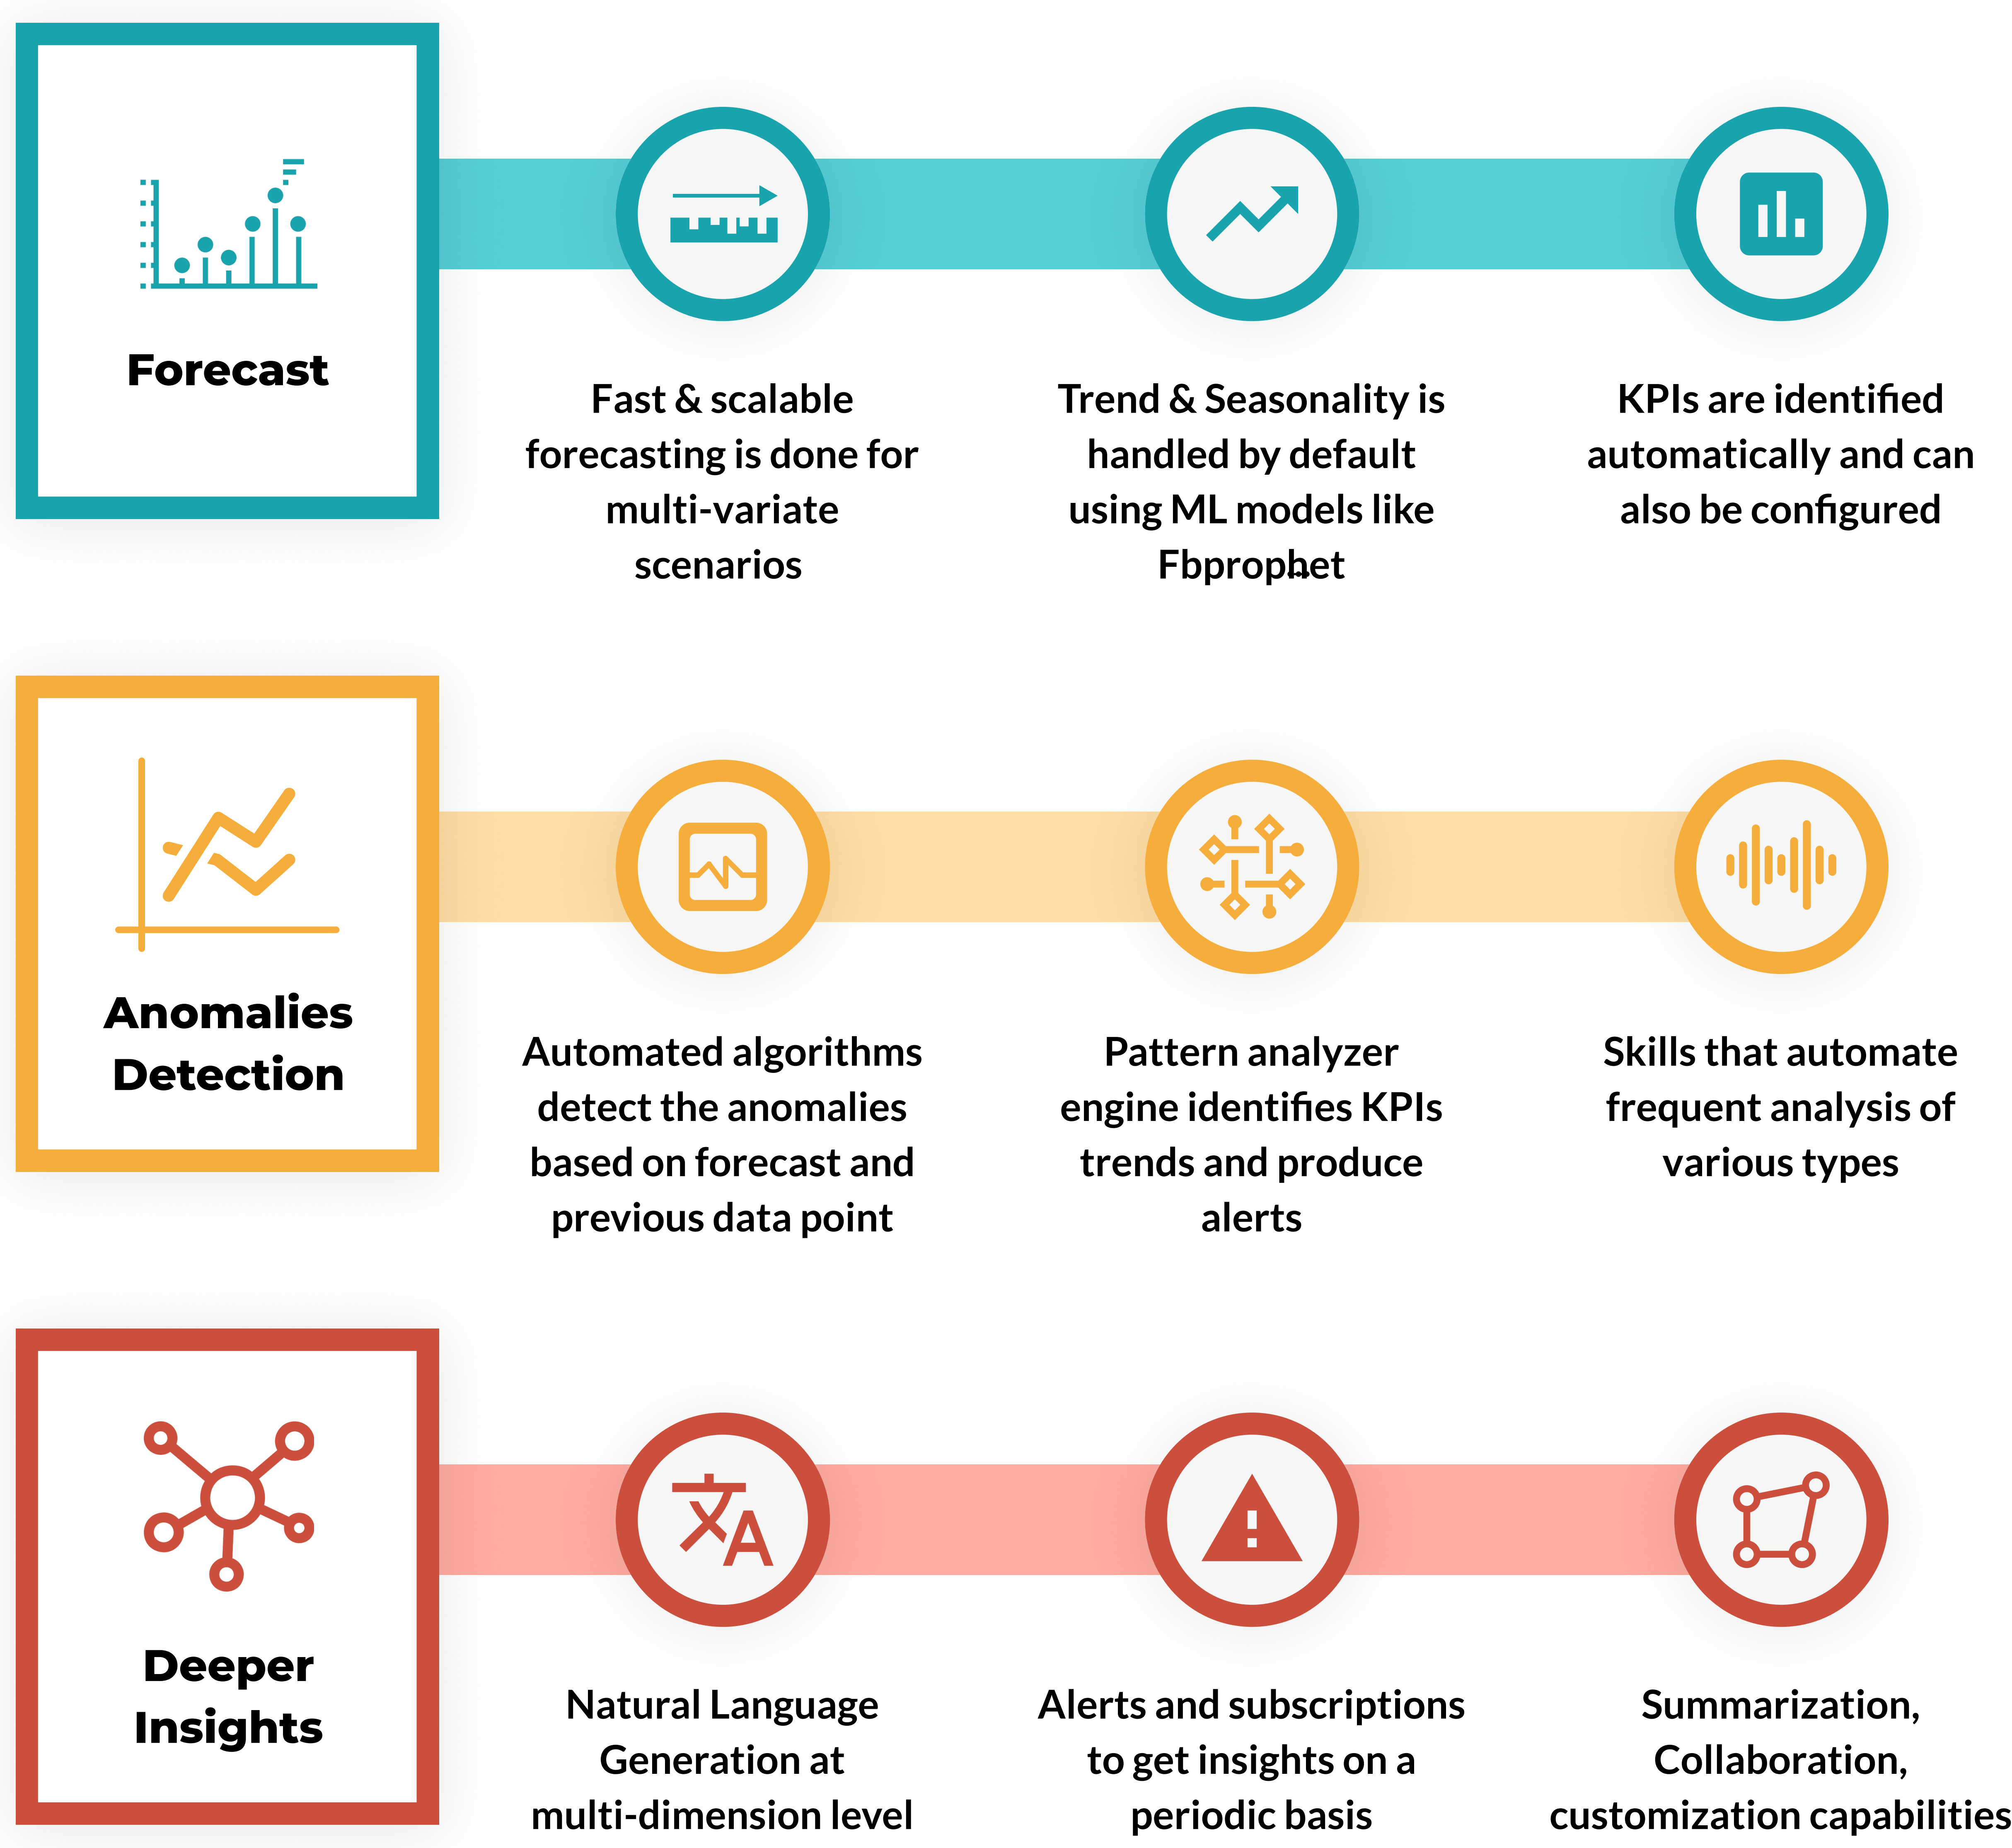 Forecast
Fast & scalable
forecasting is done for
multi-variate
scenarios
Trend & Seasonality is
handled by default
using ML models like
Fbprophet
KPIs are identified
automatically and can
also be configured
Anomalies
Detection
Automated algorithms
detect the anomalies
based on forecast and
previous data point
Pattern analyzer
engine identifies KPIs
trends and produce
alerts
Skills that automate
frequent analysis of
various types
Deeper
Insights
文A
Natural Language
Generation at
multi-dimension level
Alerts and subscriptions
to get insights on a
periodic basis
Summarization,
Collaboration,
customization capabilities